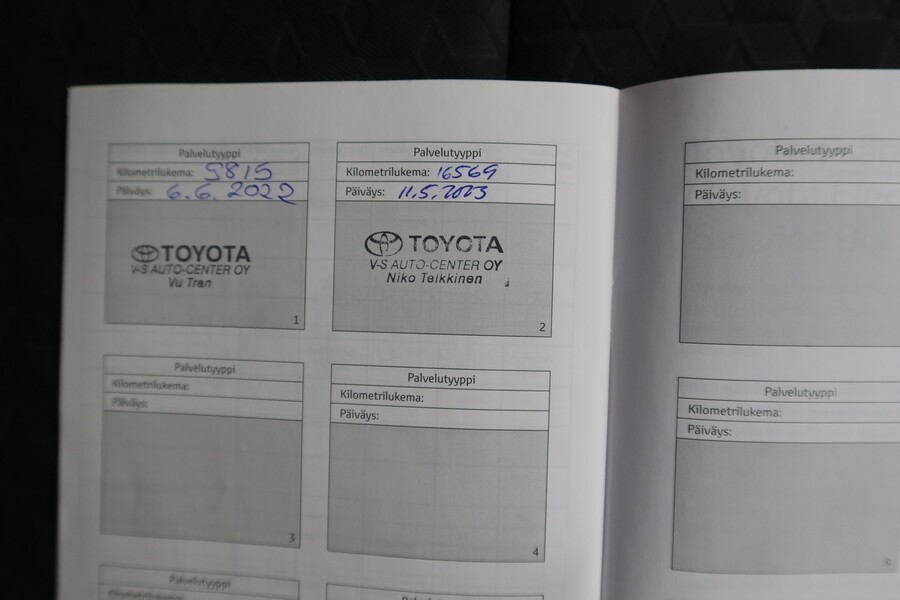 Palvelutyyppi
Kilometrilukema: 9815
Päiväys: 6.6.2022
TOYOTA
V-S AUTO-CENTER OY
Vu Tran
1
Palvelutyyppi
Kilometrilukema: 16569
Päiväys: 11.5.2023
TOYOTA
V-S AUTO-CENTER OY
Niko Teikkinen
2
Palvelutyyppi
Kilometrilukema:
Päiväys:
3
Palvelutyyppi
Kilometrilukema:
Päiväys:
4
Palvelutyyppi
Kilometrilukema:
Palvelutyyppi
Kilometrilukema:
Päiväys:
Palvelutyyppi
Kilometrilukema:
Päiväys: